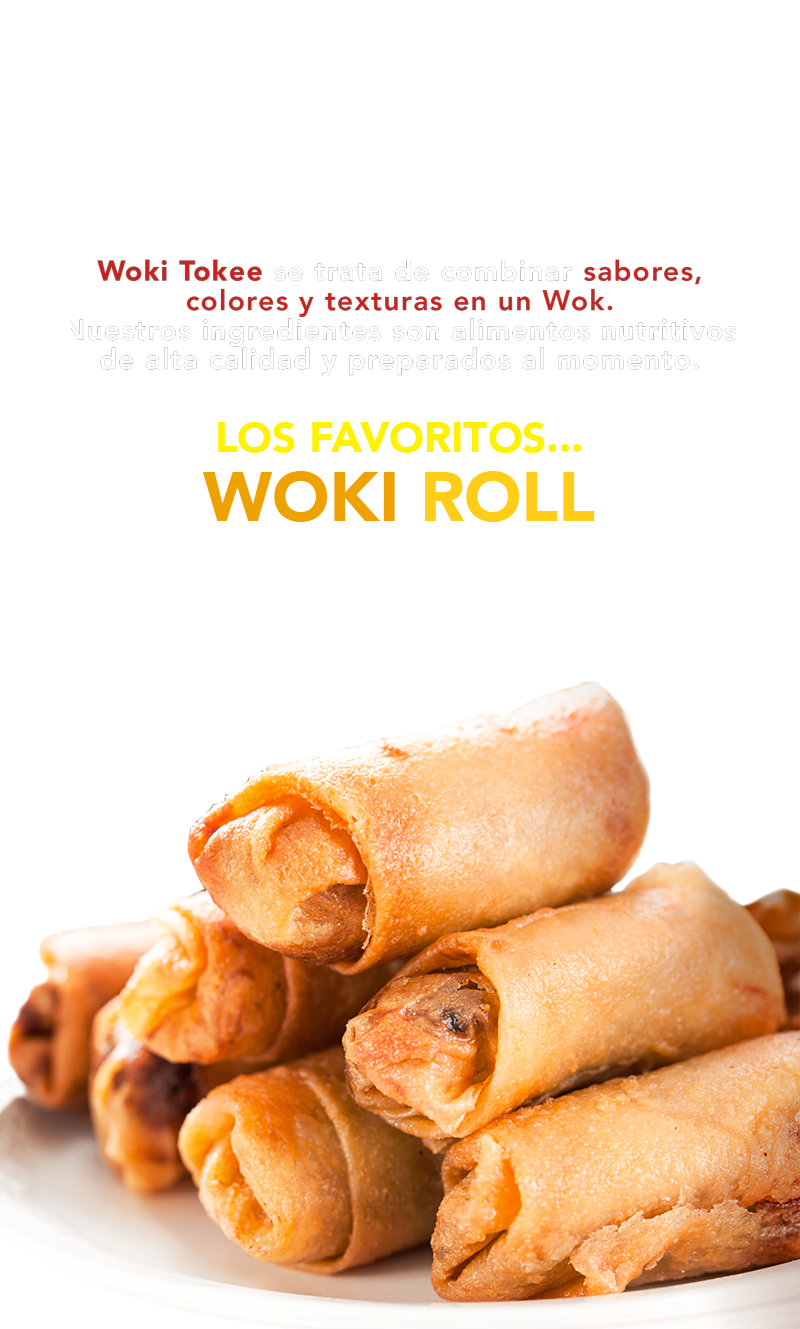 Woki Tokee se trata de combinar sabores,
colores y texturas en un Wok.
Nuestros ingredientes son alimentos nutritivos
de alta calidad y preparados al momento.
LOS FAVORITOS...
WOKI ROLL